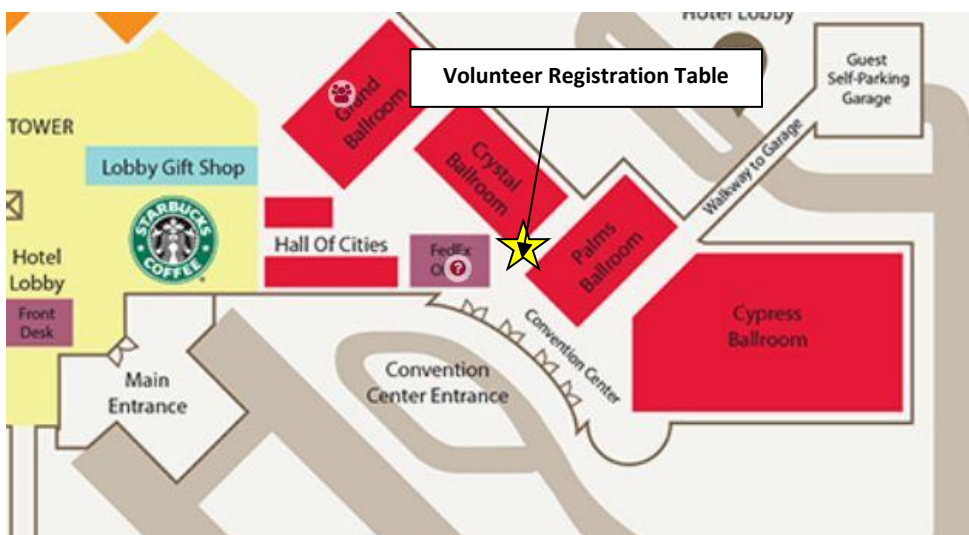 Hotel Lobby
Volunteer Registration Table
Guest
Self-Parking
Garage
TOWER
Grand
Ballroom
Crystal
Ballroom
Walkway to Garage
Lobby Gift Shop
STARBUCKS
COFFEE
Hall Of Cities
FedEx
?
Palms
Ballroom
Hotel
Lobby
Front
Desk
Convention Center
Cypress
Ballroom
Main
Entrance
Convention
Center Entrance